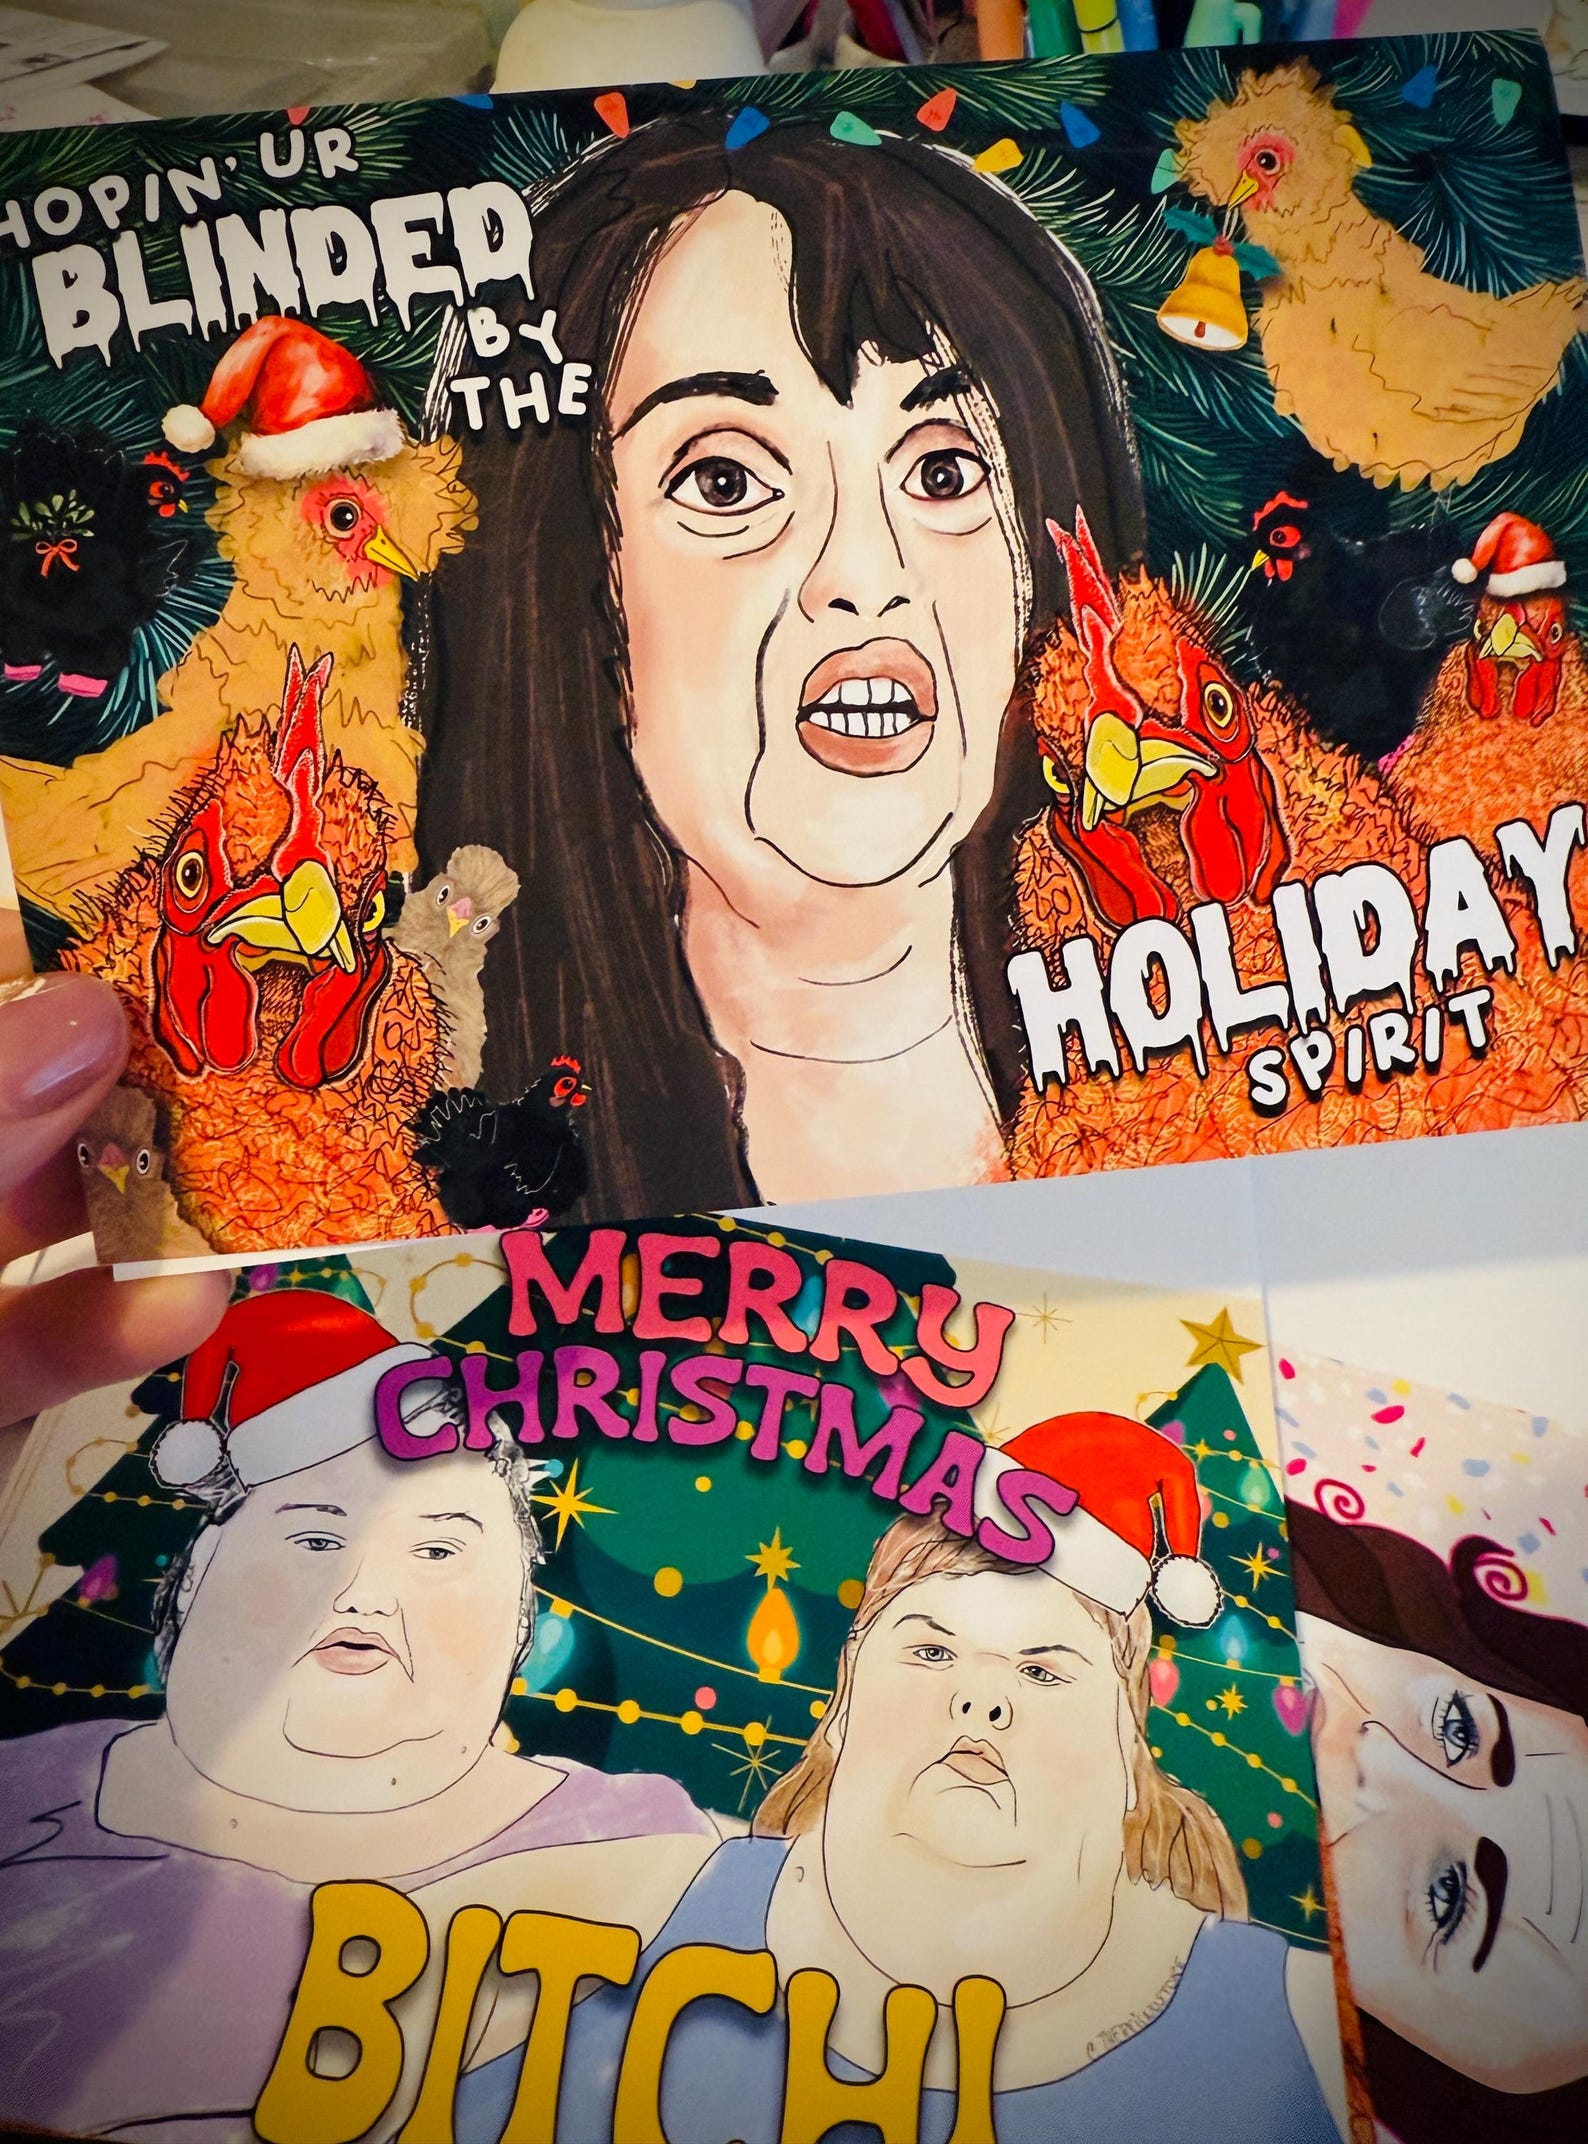 HOPIN' UR
BLINDED
BY
THE
HOLIDAY
SPIRIT
MERRY
CHRISTMAS
BITCH!